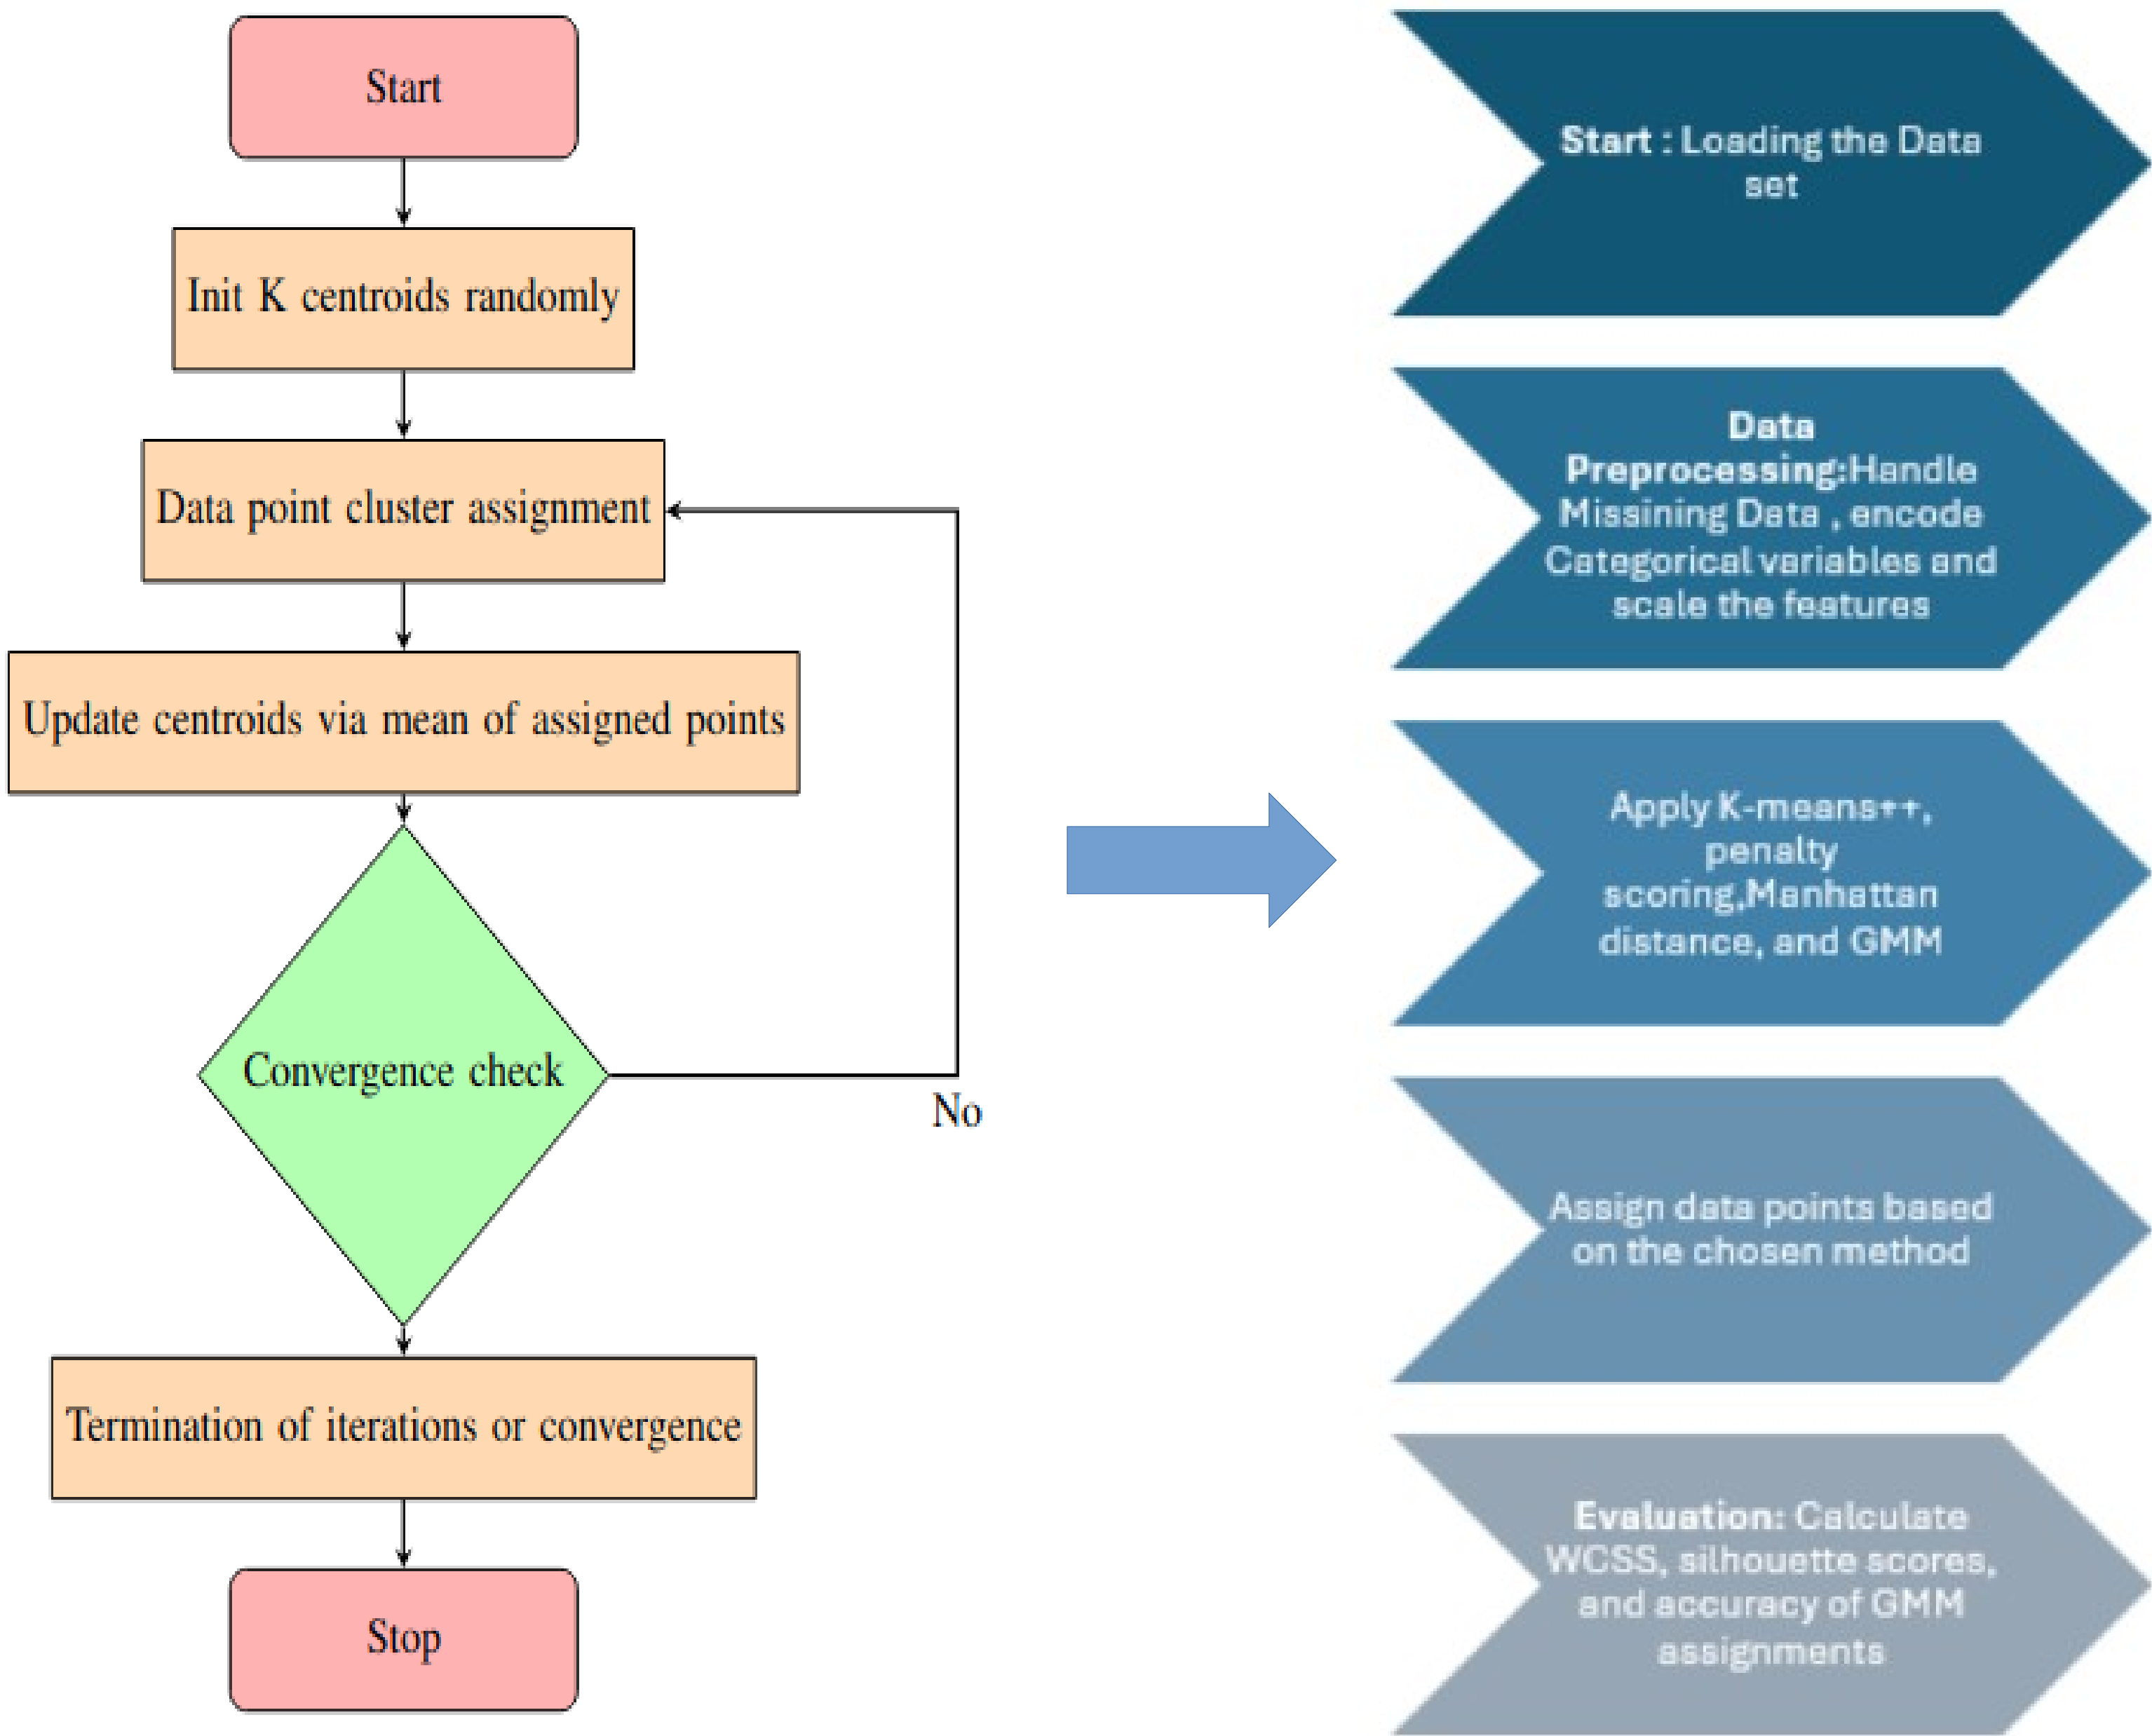 Start
Init K centroids randomly
Data point cluster assignment
Update centroids via mean of assigned points
Convergence check
No
Termination of iterations or convergence
Stop
Start : Loading the Data
set
Data
Preprocessing:Handle
Missining Data , encode
Categorical variables and
scale the features
Apply K-means++,
penalty
scoring,Manhattan
distance, and GMM
Assign data points based
on the chosen method
Evaluation: Calculate
WCSS, silhouette scores,
and accuracy of GMM
assignments